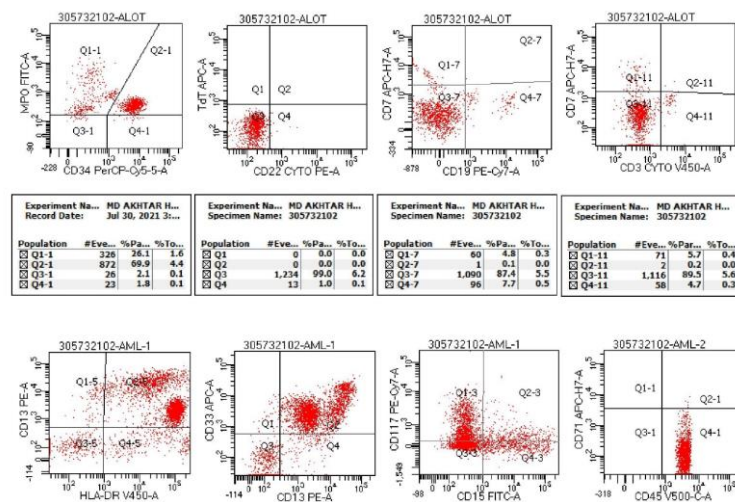 305732102-ALOT
Q1-1
Q2-1
Q3-1
Q4-1
MPO FITC-A
CD34 PerCP-Cy5-5-A
305732102-ALOT
Q1
Q2
Q4
TdT APC-A
CD22 CYTO PE-A
305732102-ALOT
Q2-7
Q1-7
Q3-7
Q4-7
CD7 APC-H7-A
CD19 PE-Cy7-A
305732102-ALOT
Q1-11
Q2-11
Q4-11
CD7 APC-H7-A
CD3 CYTO V450-A
Experiment Na... MD AKHTAR H...
Record Date: Jul 30, 2021 3:...
Population #Eve... %Pa... %To...
Q1-1 326 26.1 1.6
Q2-1 872 69.9 4.4
Q3-1 26 2.1 0.1
Q4-1 23 1.8 0.1
Experiment Na... MD AKHTAR H...
Specimen Name: 305732102
Population #Eve... %Pa... %To...
Q1 0 0.0 0.0
Q2 0 0.0 0.0
Q3 1,234 99.0 6.2
Q4 13 1.0 0.1
Experiment Na... MD AKHTAR H...
Specimen Name: 305732102
Population #Eve... %Pa... %To...
Q1-7 60 4.8 0.3
Q2-7 1 0.1 0.0
Q3-7 1,090 87.4 5.5
Q4-7 96 7.7 0.5
Experiment Na... MD AKHTAR H...
Specimen Name: 305732102
Population #Eve... %Par... %To...
Q1-11 71 5.7 0.4
Q2-11 2 0.2 0.0
Q3-11 1,116 89.5 5.6
Q4-11 58 4.7 0.3
305732102-AML-1
Q1-5
Q3-5
Q4-5
CD13 PE-A
HLA-DR V450-A
305732102-AML-1
Q1
Q3
Q4
CD33 APC-A
CD13 PE-A
305732102-AML-1
Q1-3
Q2-3
Q3-3
Q4-3
CD117 PE-Cy7-A
CD15 FITC-A
305732102-AML-2
Q1-1
Q2-1
Q3-1
Q4-1
CD71 APC-H7-A
CD45 V500-C-A